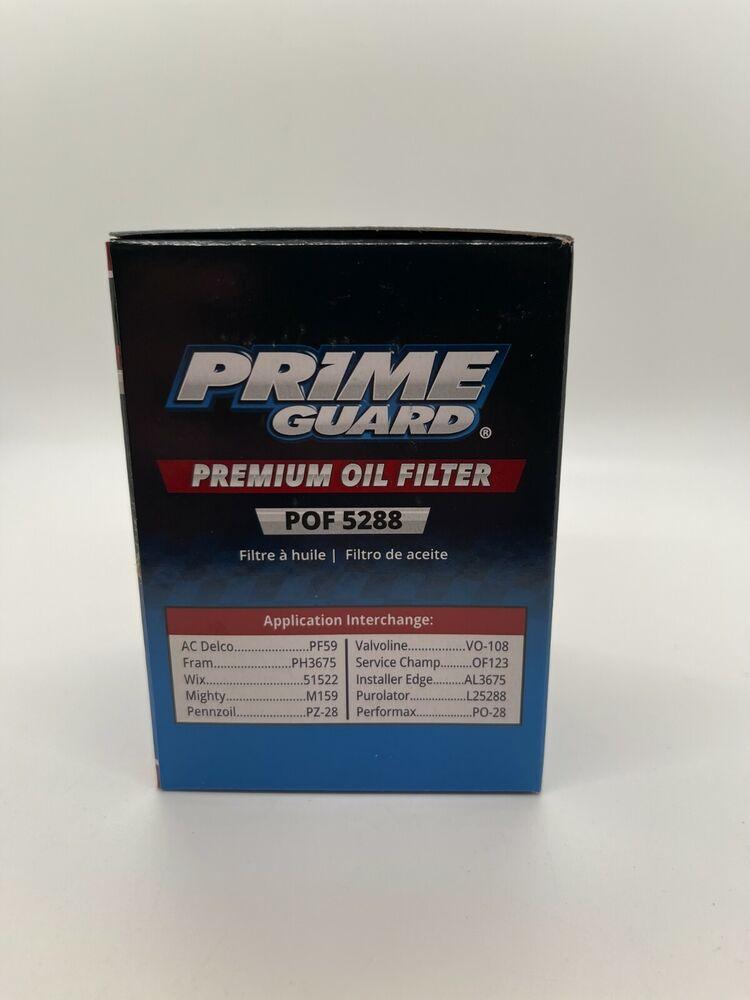 PRIME
GUARD ®
PREMIUM OIL FILTER
POF 5288
Filtre à huile | Filtro de aceite
Application Interchange:
AC Delco......................PF59
Fram......................PH3675
Wix............................51522
Mighty.......................M159
Pennzoil....................PZ-28
Valvoline................VO-108
Service Champ.........OF123
Installer Edge.........AL3675
Purolator................L25288
Performax................PO-28